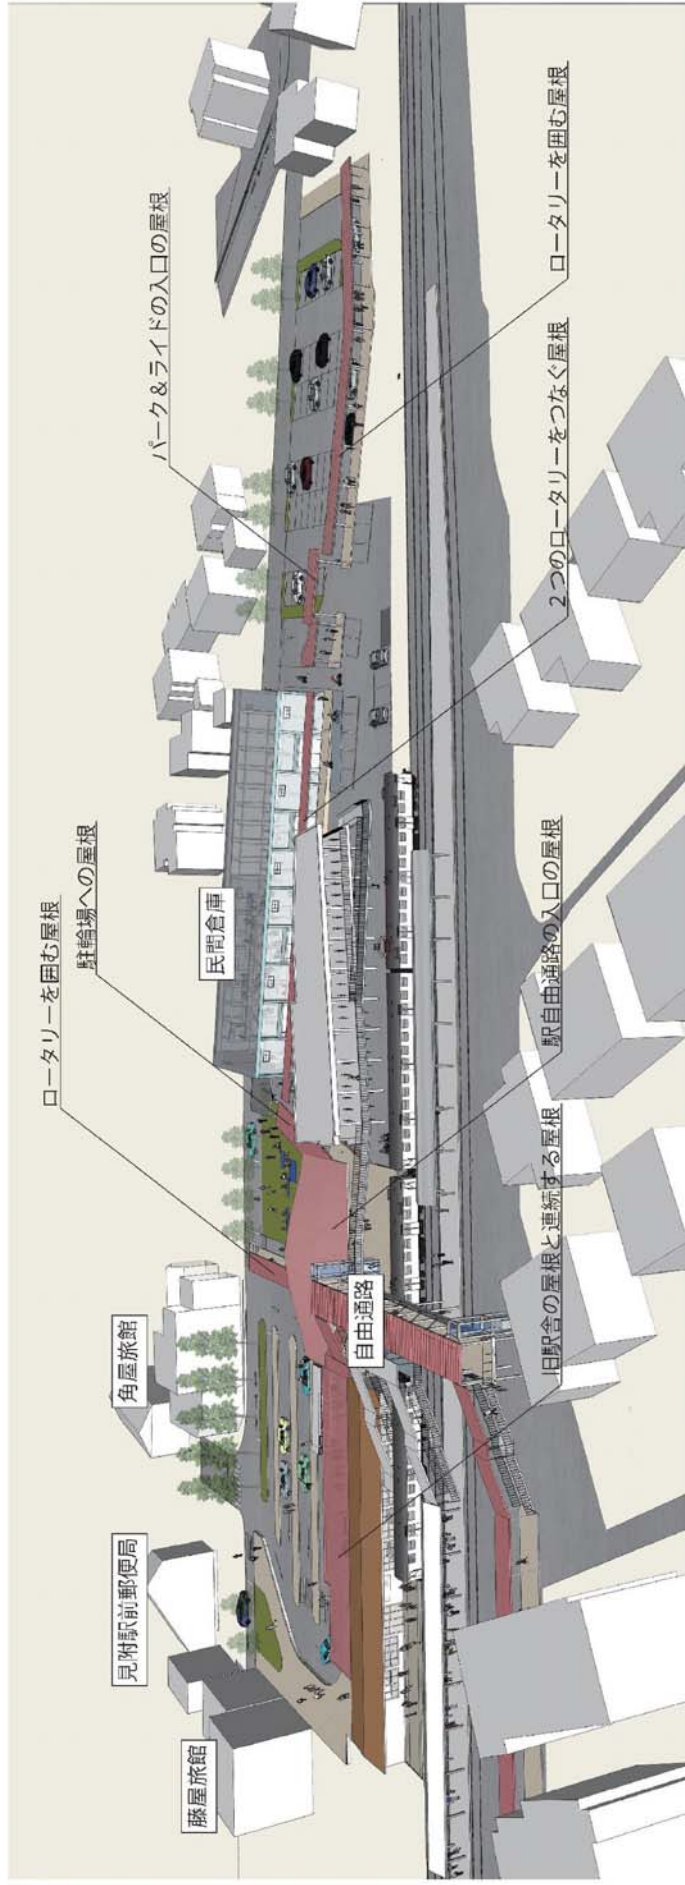 藤屋旅館
見附駅前郵便局
角屋旅館
ロータリーを囲む屋根
駐輪場への屋根
民間倉庫
パーク＆ライドの入口の屋根
自由通路
旧駅舎の屋根と連続する屋根
駅自由通路の入口の屋根
2つのロータリーをつなぐ屋根
ロータリーを囲む屋根